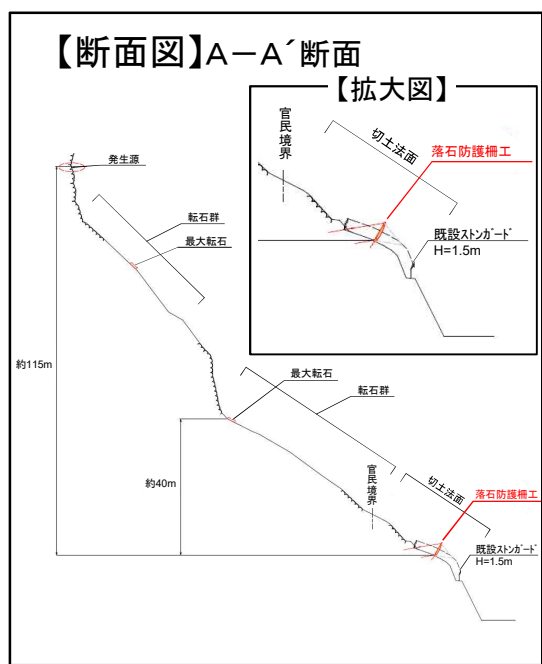 【断面図】A-A´断面
【拡大図】
官民境界
切土法面
落石防護柵工
既設ストンガード
H=1.5m
発生源
転石群
最大転石
約115m
最大転石
転石群
約40m
官民境界
切土法面
落石防護柵工
既設ストンガード
H=1.5m